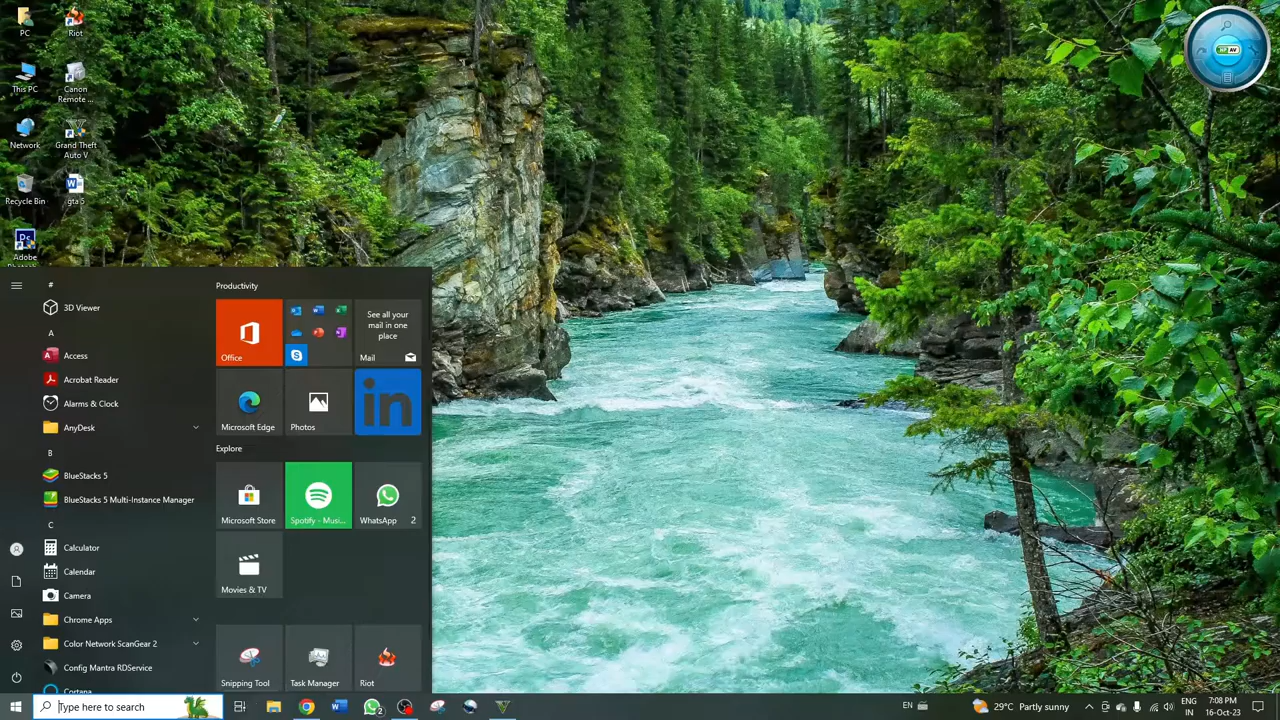 PC
Riot
This PC
Canon
Remote ...
Network
Grand Theft
Auto V
Recycle Bin
gta 5
Adobe
#
3D Viewer
A
Access
Acrobat Reader
Alarms & Clock
AnyDesk
B
BlueStacks 5
BlueStacks 5 Multi-Instance Manager
C
Calculator
Calendar
Camera
Chrome Apps
Color Network ScanGear 2
Config Mantra RDService
Cortana
Productivity
Office
See all your
mail in one
place
Mail
Microsoft Edge
Photos
in
Explore
Microsoft Store
Spotify - Musi...
WhatsApp 2
Movies & TV
Snipping Tool
Task Manager
Riot
Type here to search
2
EN
29°C Partly sunny
ENG
IN
7:08 PM
16-Oct-23